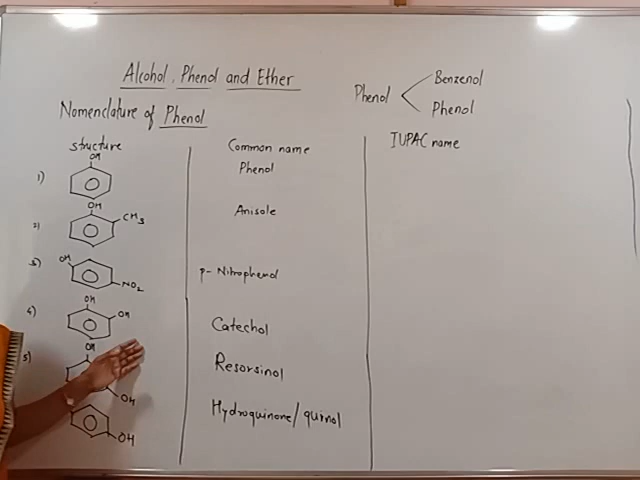 Alcohol, Phenol and Ether
Phenol
Benzenol
Phenol
Nomenclature of Phenol
structure
Common name
IUPAC name
1)
OH
Phenol
2)
OH
CH3
Anisole
3)
OH
NO2
p- Nitrophenol
4)
OH
OH
Catechol
5)
OH
OH
Resorsinol
OH
Hydroquinone/quinol